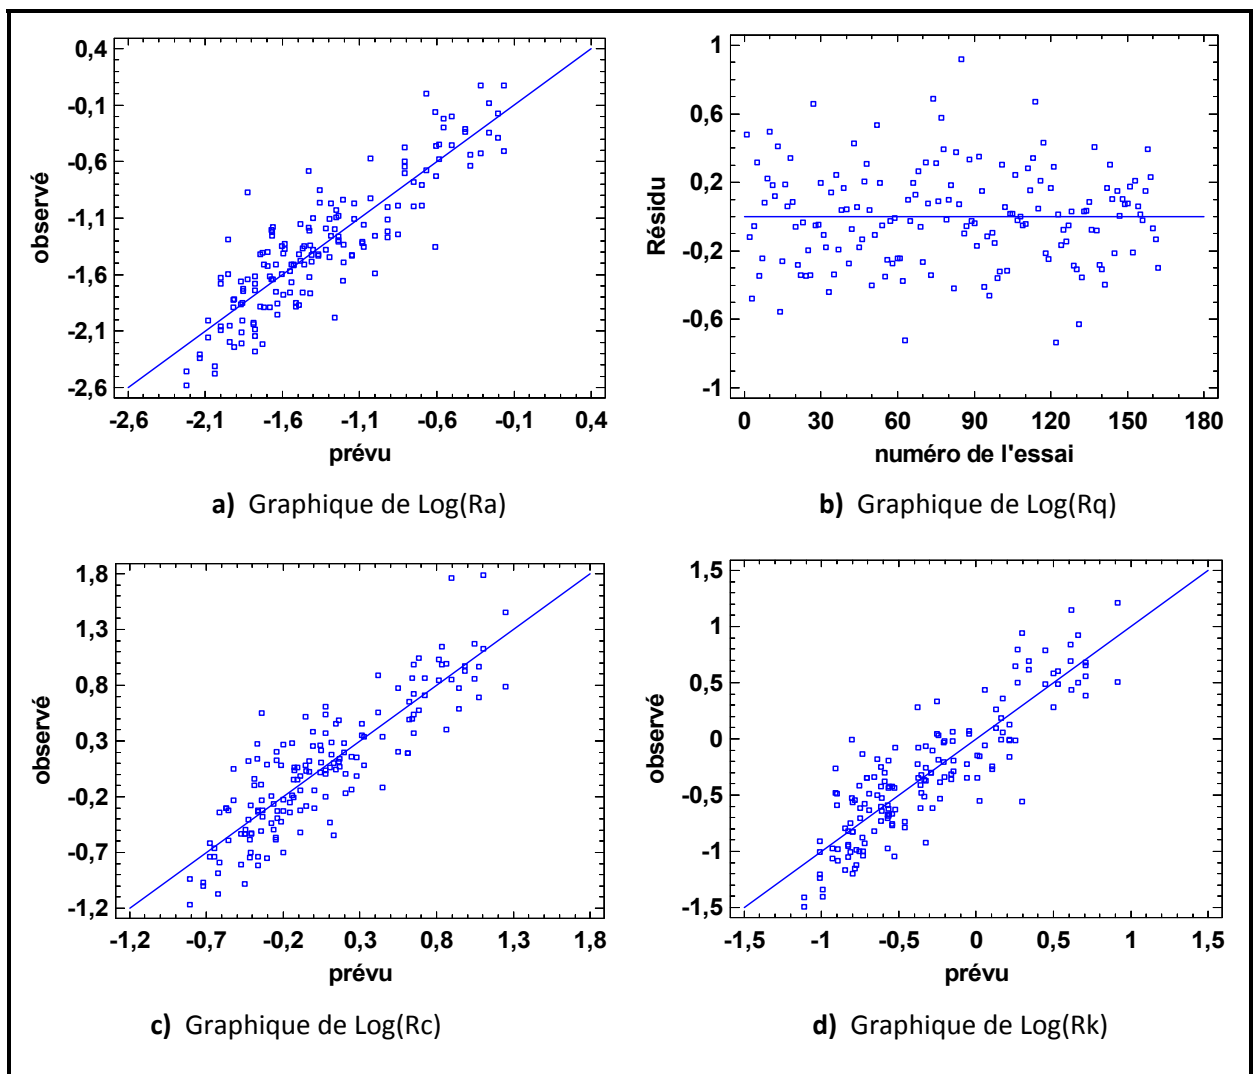 0,4
-0,1
-0,6
-1,1
-1,6
-2,1
-2,6
observé
-2,6 -2,1 -1,6 -1,1 -0,6 -0,1 0,4
prévu
a) Graphique de Log(Ra)
1
0,6
0,2
-0,2
-0,6
-1
Résidu
0 30 60 90 120 150 180
numéro de l'essai
b) Graphique de Log(Rq)
1,8
1,3
0,8
0,3
-0,2
-0,7
-1,2
observé
-1,2 -0,7 -0,2 0,3 0,8 1,3 1,8
prévu
c) Graphique de Log(Rc)
1,5
1
0,5
0
-0,5
-1
-1,5
observé
-1,5 -1 -0,5 0 0,5 1 1,5
prévu
d) Graphique de Log(Rk)